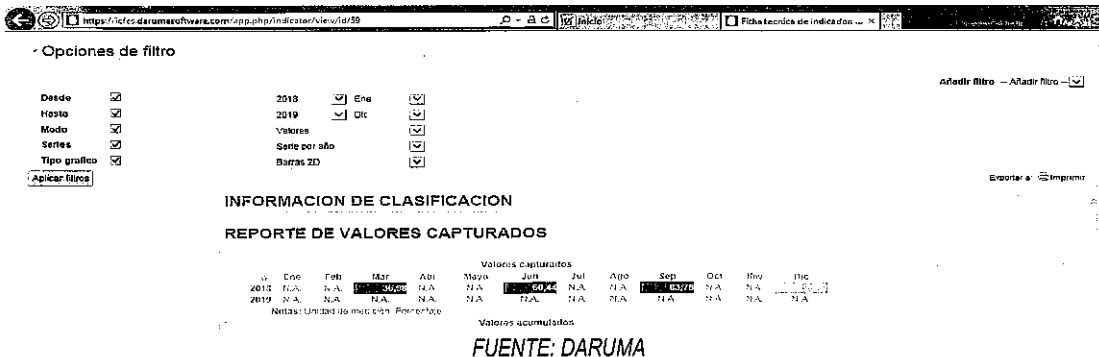 https://icfes.darumasoftware.com/app.php/indicator/view/id/59
Inicio
Ficha tecnica de indicador ...
Opciones de filtro
Añadir filtro -- Añadir filtro --
Desde 2018 Ene
Hasta 2019 Dic
Modo Valores
Series Serie por año
Tipo grafico Barras 2D
Aplicar filtros
Exportar a: Imprimir
INFORMACION DE CLASIFICACION
REPORTE DE VALORES CAPTURADOS
Valores capturados
Ene Feb Mar Abr Mayo Jun Jul Ago Sep Oct Nov Dic
2018 N.A. N.A. 36,98 N.A. N.A. 60,44 N.A. N.A. 83,76 N.A. N.A.
2019 N.A. N.A. N.A. N.A. N.A. N.A. N.A. N.A. N.A. N.A. N.A. N.A.
Notas: Unidad de medición: Porcentaje
Valores acumulados
FUENTE: DARUMA